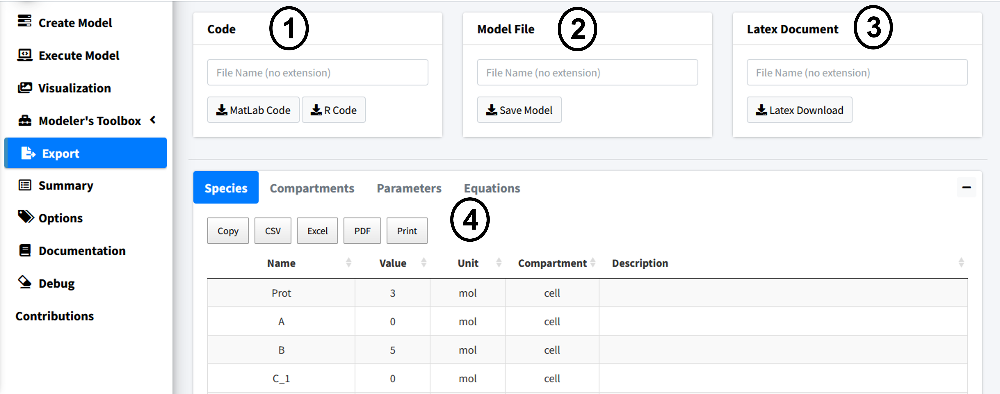 Create Model
Execute Model
Visualization
Modeler's Toolbox
Export
Summary
Options
Documentation
Debug
Contributions
Code 1
File Name (no extension)
MatLab Code R Code
Model File 2
File Name (no extension)
Save Model
Latex Document 3
File Name (no extension)
Latex Download
Species Compartments Parameters Equations
4
Copy CSV Excel PDF Print
Name Value Unit Compartment Description
Prot 3 mol cell
A 0 mol cell
B 5 mol cell
C_1 0 mol cell